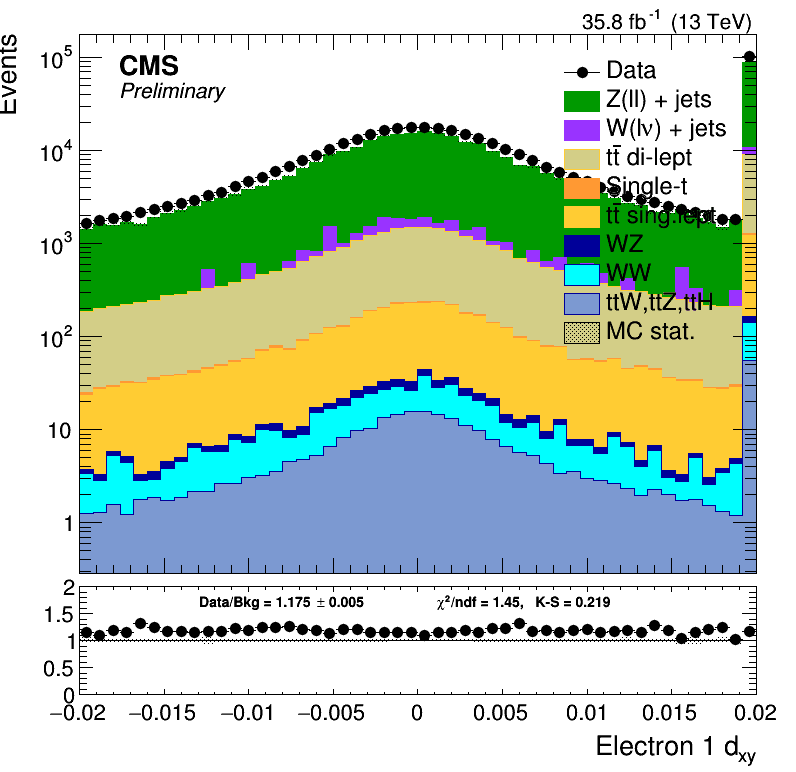 35.8 fb⁻¹ (13 TeV)
Events
CMS
Preliminary
Data
Z(ll) + jets
W(lν) + jets
tt̄ di-lept
Single-t
tt̄ sing.lept
WZ
WW
ttW,ttZ,ttH
MC stat.
10⁵
10⁴
10³
10²
10
1
2
1.5
1
0.5
0
Data/Bkg = 1.175 ± 0.005 χ²/ndf = 1.45, K-S = 0.219
−0.02 −0.015 −0.01 −0.005 0 0.005 0.01 0.015 0.02
Electron 1 dxy